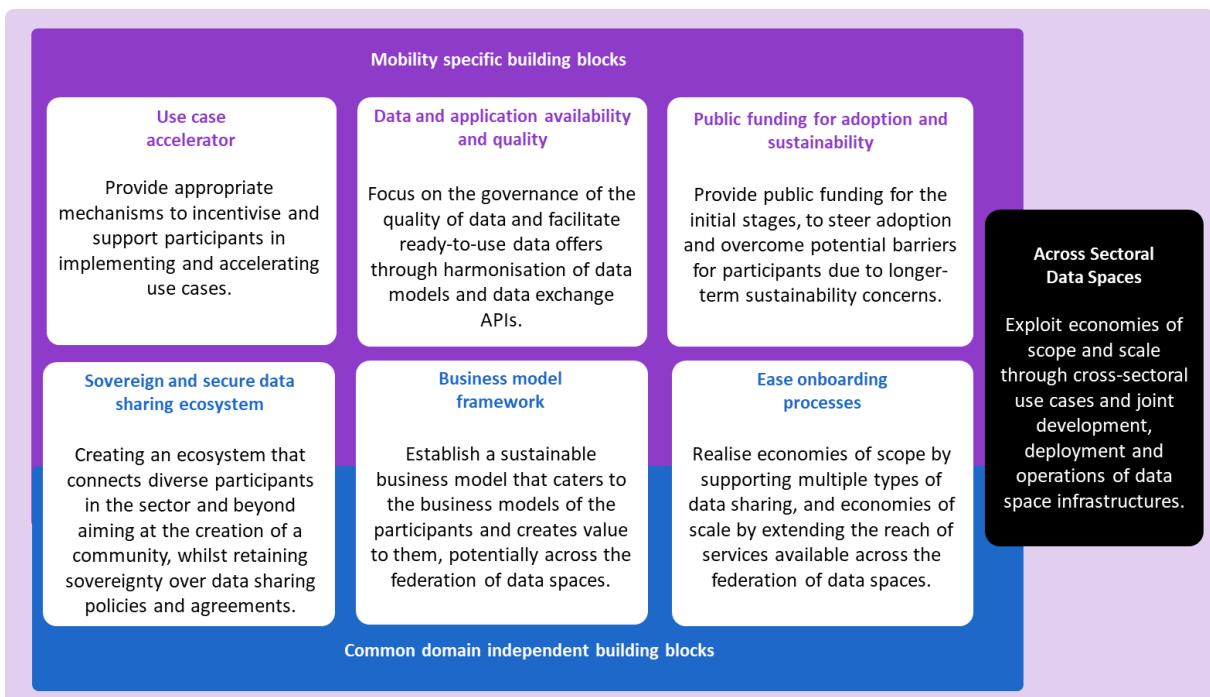 Mobility specific building blocks
Use case
accelerator
Provide appropriate
mechanisms to incentivise and
support participants in
implementing and accelerating
use cases.
Data and application availability
and quality
Focus on the governance of the
quality of data and facilitate
ready-to-use data offers
through harmonisation of data
models and data exchange
APIs.
Public funding for adoption and
sustainability
Provide public funding for the
initial stages, to steer adoption
and overcome potential barriers
for participants due to longer-
term sustainability concerns.
Sovereign and secure data
sharing ecosystem
Creating an ecosystem that
connects diverse participants
in the sector and beyond
aiming at the creation of a
community, whilst retaining
sovereignty over data sharing
policies and agreements.
Business model
framework
Establish a sustainable
business model that caters to
the business models of the
participants and creates value
to them, potentially across the
federation of data spaces.
Ease onboarding
processes
Realise economies of scope by
supporting multiple types of
data sharing, and economies of
scale by extending the reach of
services available across the
federation of data spaces.
Common domain independent building blocks
Across Sectoral
Data Spaces
Exploit economies of
scope and scale
through cross-sectoral
use cases and joint
development,
deployment and
operations of data
space infrastructures.